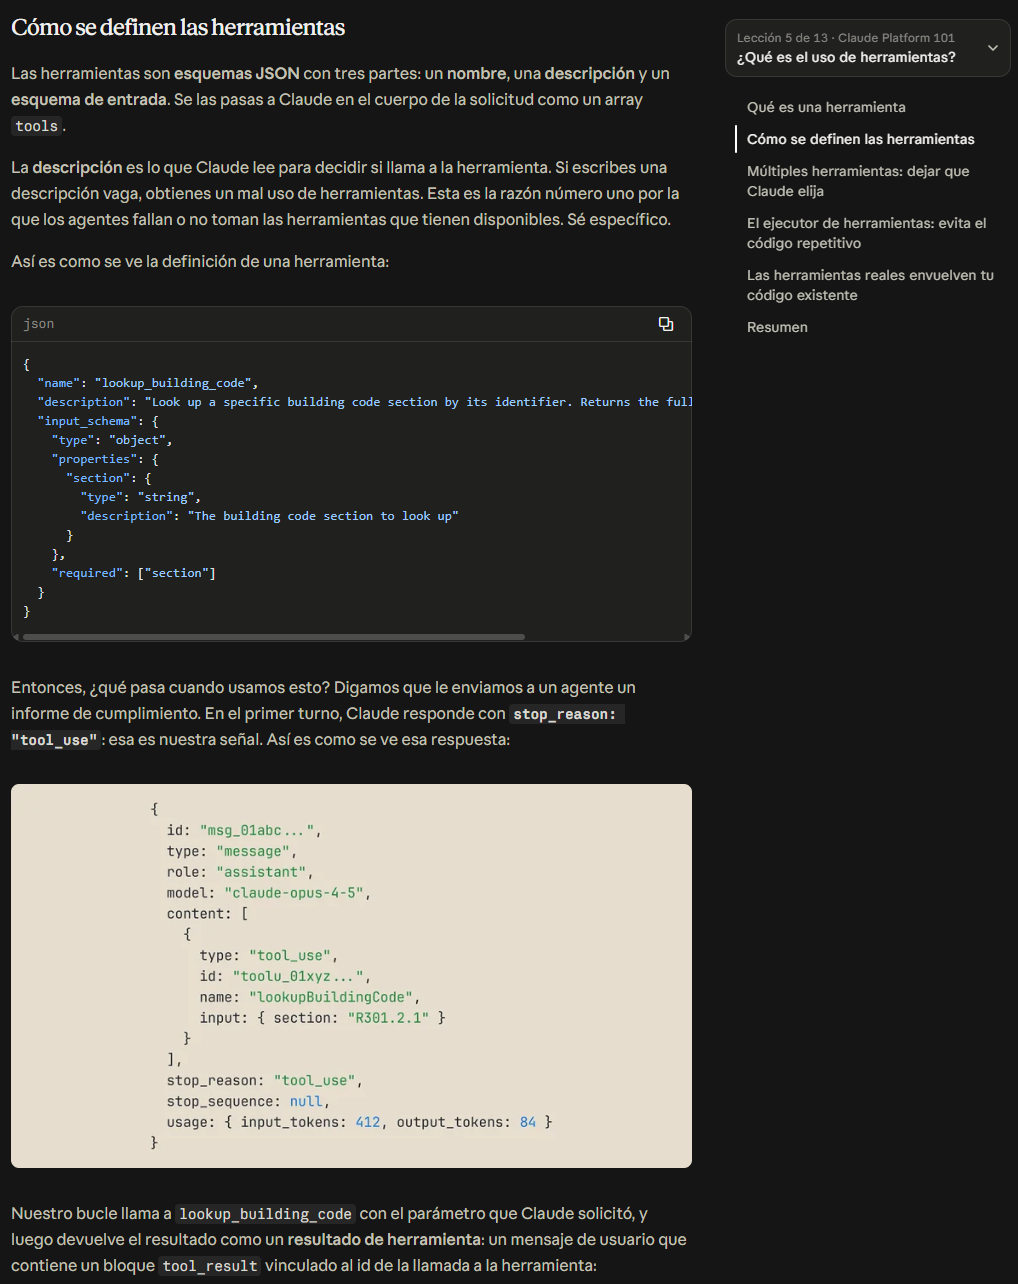 Cómo se definen las herramientas
Las herramientas son esquemas JSON con tres partes: un nombre, una descripción y un
esquema de entrada. Se las pasas a Claude en el cuerpo de la solicitud como un array
tools.
La descripción es lo que Claude lee para decidir si llama a la herramienta. Si escribes una
descripción vaga, obtienes un mal uso de herramientas. Esta es la razón número uno por la
que los agentes fallan o no toman las herramientas que tienen disponibles. Sé específico.
Así es como se ve la definición de una herramienta:
json
{
  "name": "lookup_building_code",
  "description": "Look up a specific building code section by its identifier. Returns the full
  "input_schema": {
    "type": "object",
    "properties": {
      "section": {
        "type": "string",
        "description": "The building code section to look up"
      }
    },
    "required": ["section"]
  }
}
Entonces, ¿qué pasa cuando usamos esto? Digamos que le enviamos a un agente un
informe de cumplimiento. En el primer turno, Claude responde con stop_reason:
"tool_use": esa es nuestra señal. Así es como se ve esa respuesta:
{
  id: "msg_01abc...",
  type: "message",
  role: "assistant",
  model: "claude-opus-4-5",
  content: [
    {
      type: "tool_use",
      id: "toolu_01xyz...",
      name: "lookupBuildingCode",
      input: { section: "R301.2.1" }
    }
  ],
  stop_reason: "tool_use",
  stop_sequence: null,
  usage: { input_tokens: 412, output_tokens: 84 }
}
Nuestro bucle llama a lookup_building_code con el parámetro que Claude solicitó, y
luego devuelve el resultado como un resultado de herramienta: un mensaje de usuario que
contiene un bloque tool_result vinculado al id de la llamada a la herramienta:
Lección 5 de 13 · Claude Platform 101
¿Qué es el uso de herramientas?
Qué es una herramienta
Cómo se definen las herramientas
Múltiples herramientas: dejar que
Claude elija
El ejecutor de herramientas: evita el
código repetitivo
Las herramientas reales envuelven tu
código existente
Resumen